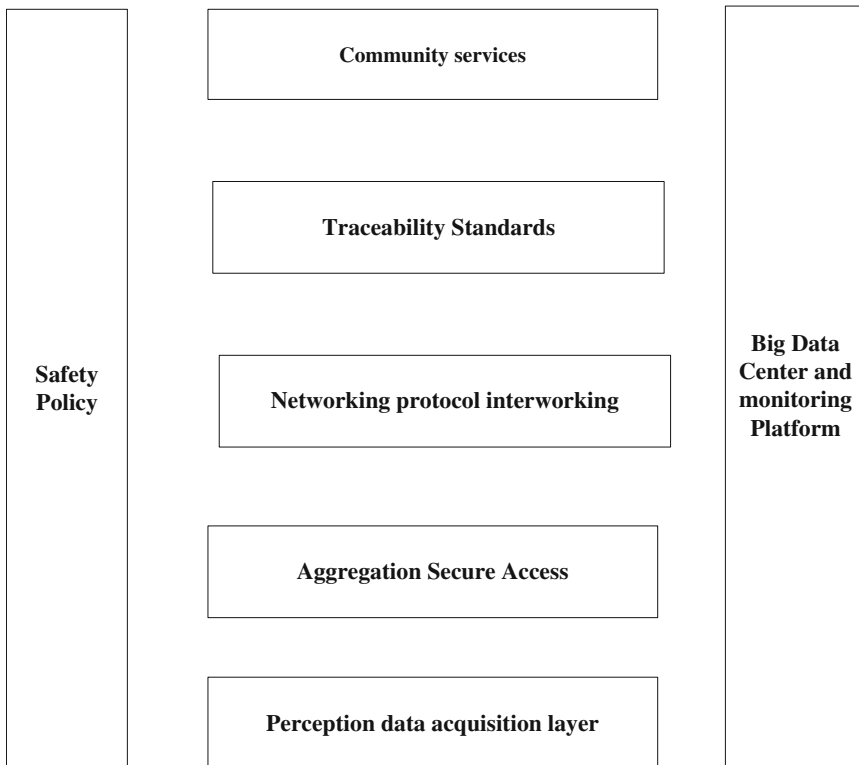 Community services
Traceability Standards
Safety
Policy
Networking protocol interworking
Big Data
Center and
monitoring
Platform
Aggregation Secure Access
Perception data acquisition layer